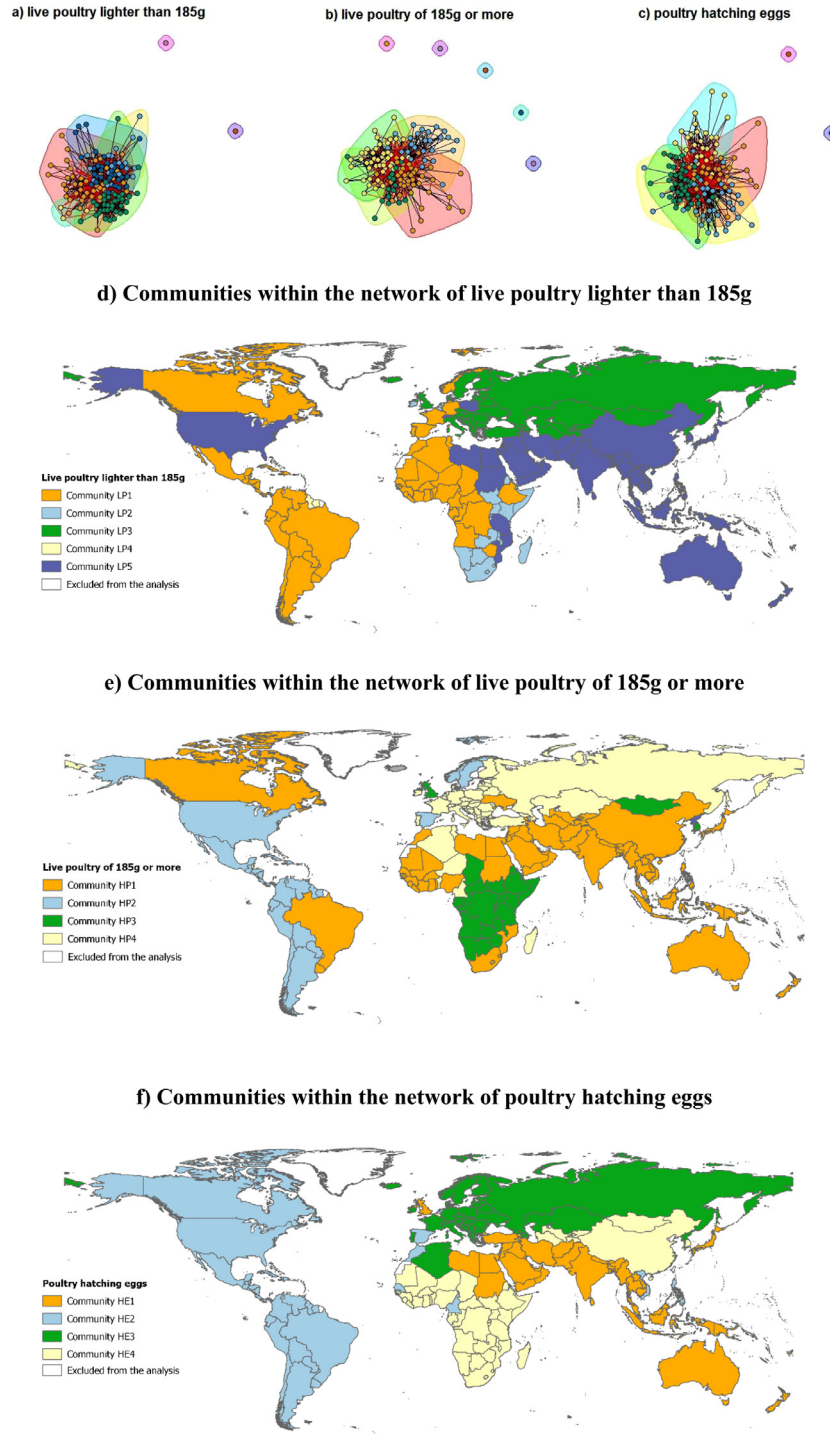 a) live poultry lighter than 185g
b) live poultry of 185g or more
c) poultry hatching eggs
d) Communities within the network of live poultry lighter than 185g
Live poultry lighter than 185g
Community LP1
Community LP2
Community LP3
Community LP4
Community LP5
Excluded from the analysis
e) Communities within the network of live poultry of 185g or more
Live poultry of 185g or more
Community HP1
Community HP2
Community HP3
Community HP4
Excluded from the analysis
f) Communities within the network of poultry hatching eggs
Poultry hatching eggs
Community HE1
Community HE2
Community HE3
Community HE4
Excluded from the analysis